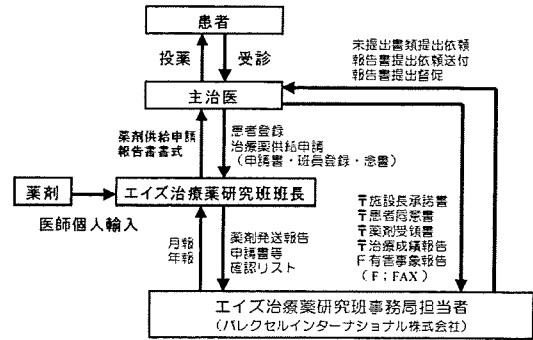 患者
投薬
受診
未提出書類提出依頼
報告書提出依頼送付
報告書提出督促
主治医
薬剤供給申請
報告書書式
患者登録
治療薬供給申請
(申請書・班員登録・念書)
薬剤
エイズ治療薬研究班班長
医師個人輸入
〒施設長承諾書
〒患者同意書
〒薬剤受領書
〒治療成績報告
F有害事象報告
(F;FAX)
月報
年報
薬剤発送報告
申請書等
確認リスト
エイズ治療薬研究班事務局担当者
(パレクセルインターナショナル株式会社)